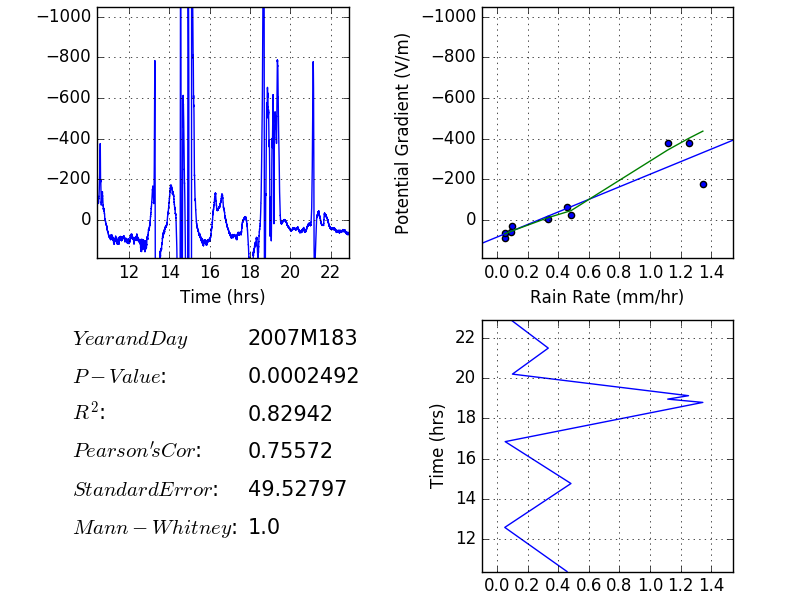 −1000
−800
−600
−400
−200
0
12 14 16 18 20 22
Time (hrs)
Potential Gradient (V/m)
−1000
−800
−600
−400
−200
0
0.0 0.2 0.4 0.6 0.8 1.0 1.2 1.4
Rain Rate (mm/hr)
YearandDay 2007M183
P−Value: 0.0002492
R²: 0.82942
Pearson'sCor: 0.75572
StandardError: 49.52797
Mann−Whitney: 1.0
Time (hrs)
22
20
18
16
14
12
0.0 0.2 0.4 0.6 0.8 1.0 1.2 1.4